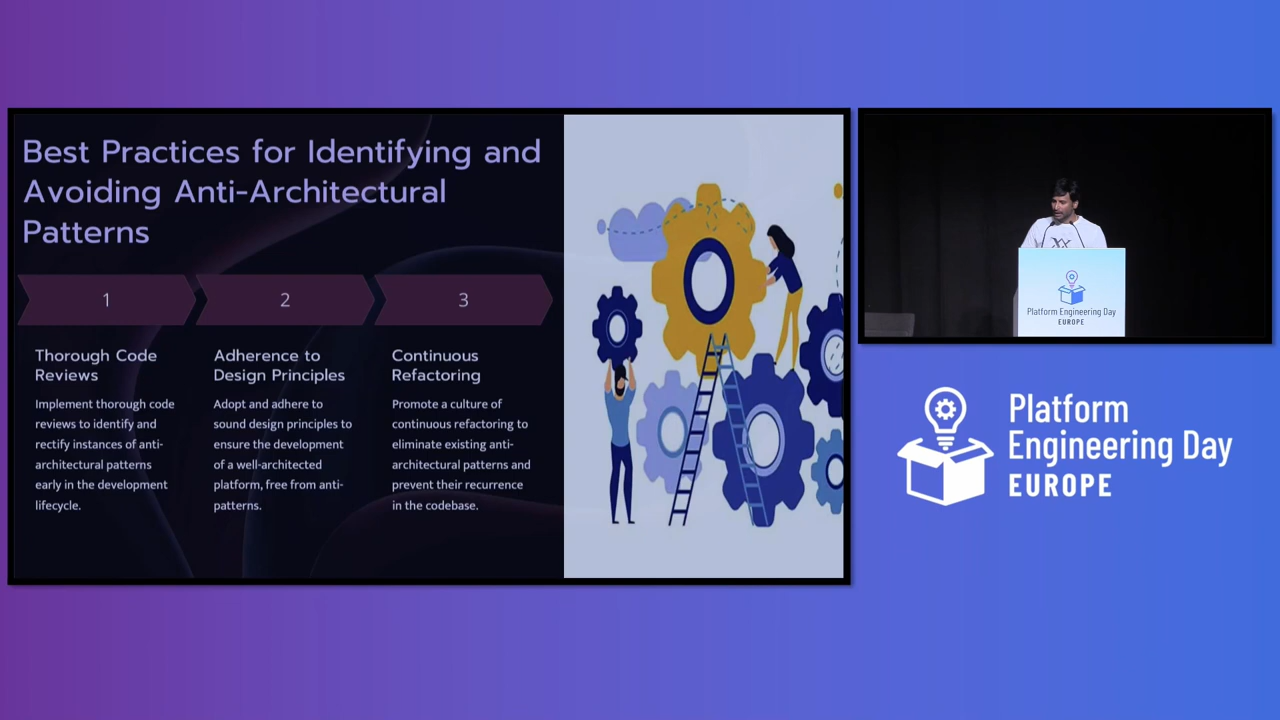 Best Practices for Identifying and
Avoiding Anti-Architectural
Patterns
1
2
3
Thorough Code
Reviews
Implement thorough code
reviews to identify and
rectify instances of anti-
architectural patterns
early in the development
lifecycle.
Adherence to
Design Principles
Adopt and adhere to
sound design principles to
ensure the development
of a well-architected
platform, free from anti-
patterns.
Continuous
Refactoring
Promote a culture of
continuous refactoring to
eliminate existing anti-
architectural patterns and
prevent their recurrence
in the codebase.
Platform Engineering Day
EUROPE
Platform
Engineering Day
EUROPE